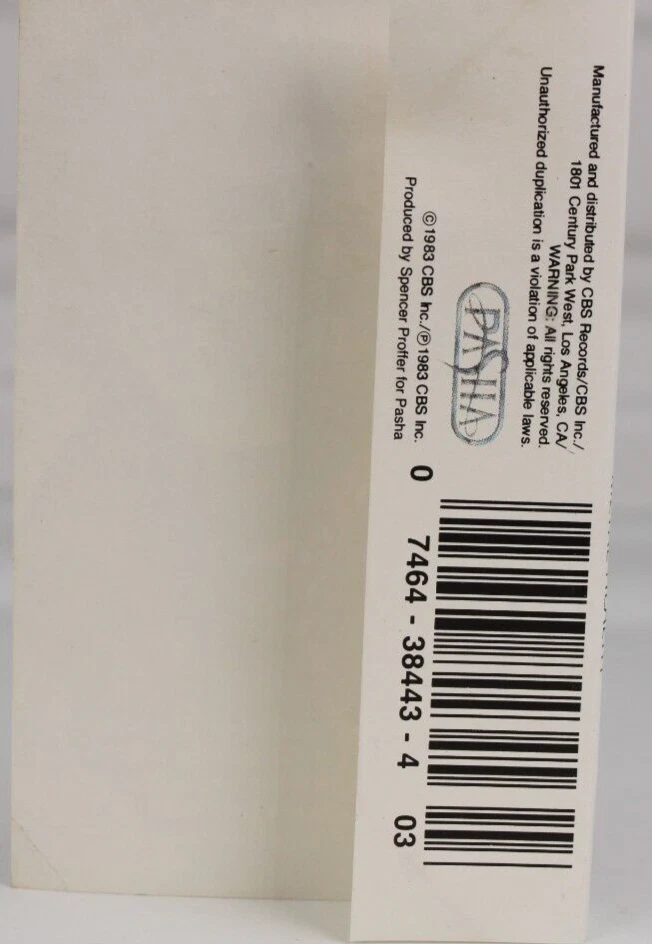 Manufactured and distributed by CBS Records/CBS Inc./
1801 Century Park West, Los Angeles, CA/
WARNING: All rights reserved.
Unauthorized duplication is a violation of applicable laws.
PASHA
©1983 CBS Inc./℗1983 CBS Inc.
Produced by Spencer Proffer for Pasha
0 7464 - 38443 - 4 03